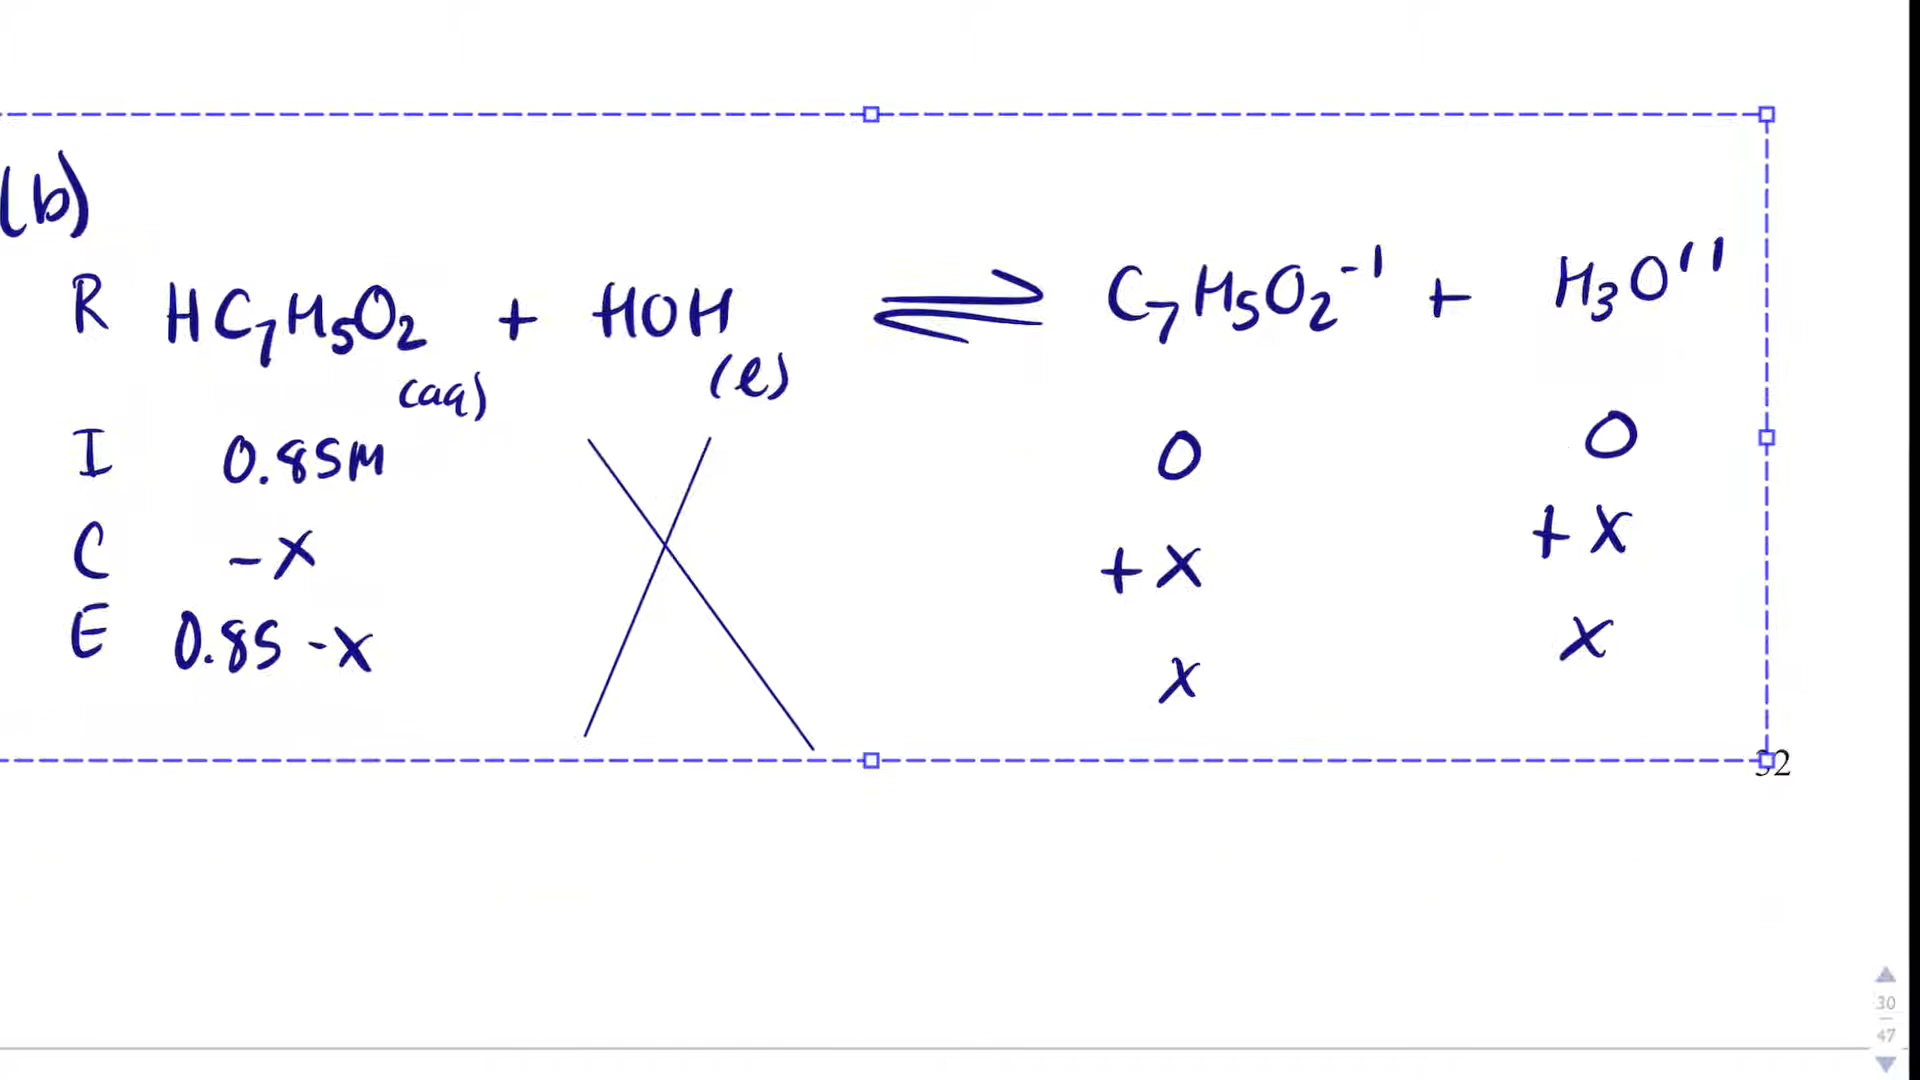 (b)
R HC₇H₅O₂(aq) + HOH(l) ⇌ C₇H₅O₂⁻¹ + H₃O⁺¹
I 0.85M 0 0
C -x +x +x
E 0.85 -x x x
32
30
47